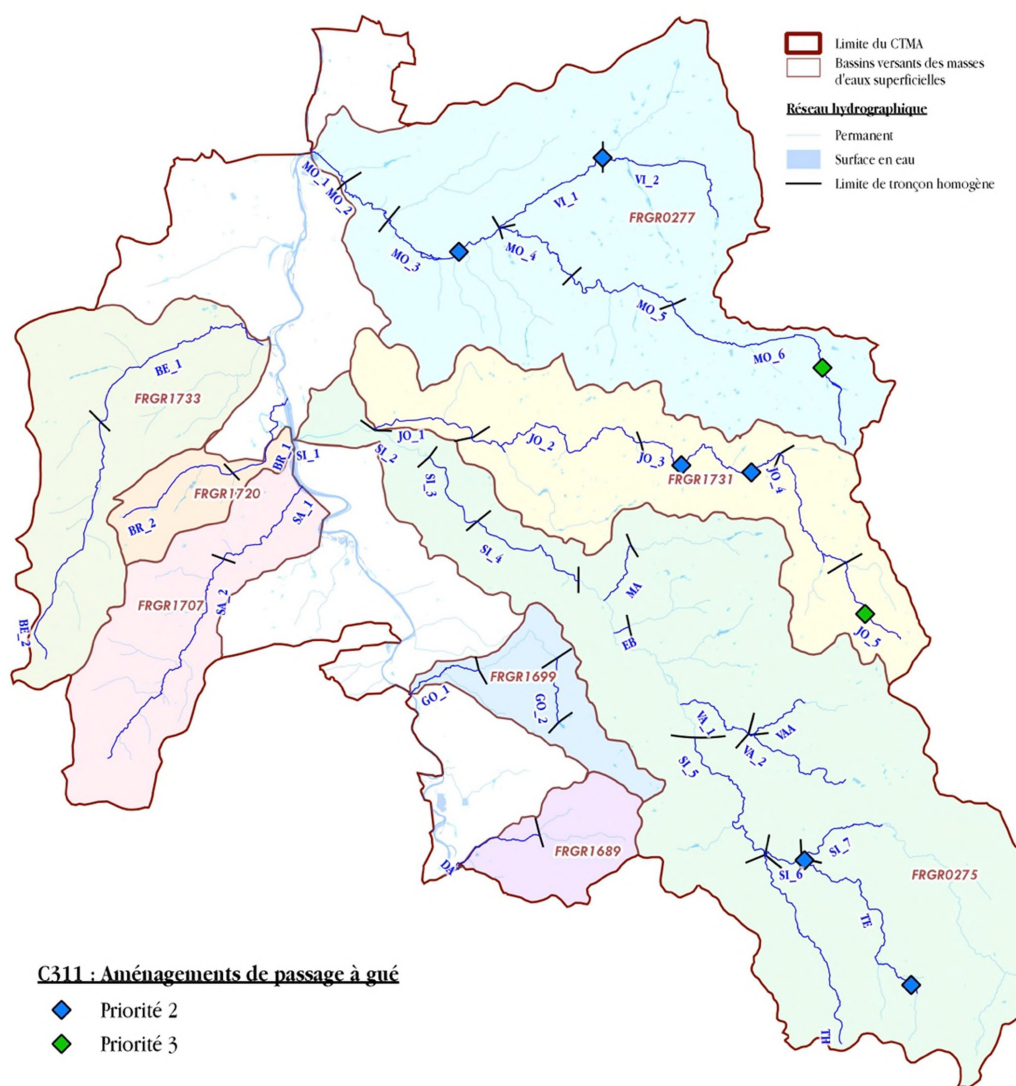 Limite du CTMA
Bassins versants des masses
d'eaux superficielles
Réseau hydrographique
Permanent
Surface en eau
Limite de tronçon homogène
MO_1
MO_2
VI_2
VI_1
FRGR0277
MO_3
MO_4
MO_5
MO_6
BE_1
FRGR1733
JO_1
JO_2
JO_3
FRGR1731
JO_4
BR_1
SI_1
SI_2
SI_3
FRGR1720
BR_2
SA_1
SI_4
FRGR1707
SA_2
BE_2
MA
EB
JO_5
FRGR1699
GO_1
GO_2
VA_1
VAA
VA_2
SI_5
FRGR1689
DA
SI_7
SI_6
FRGR0275
TE
TH
C311 : Aménagements de passage à gué
Priorité 2
Priorité 3